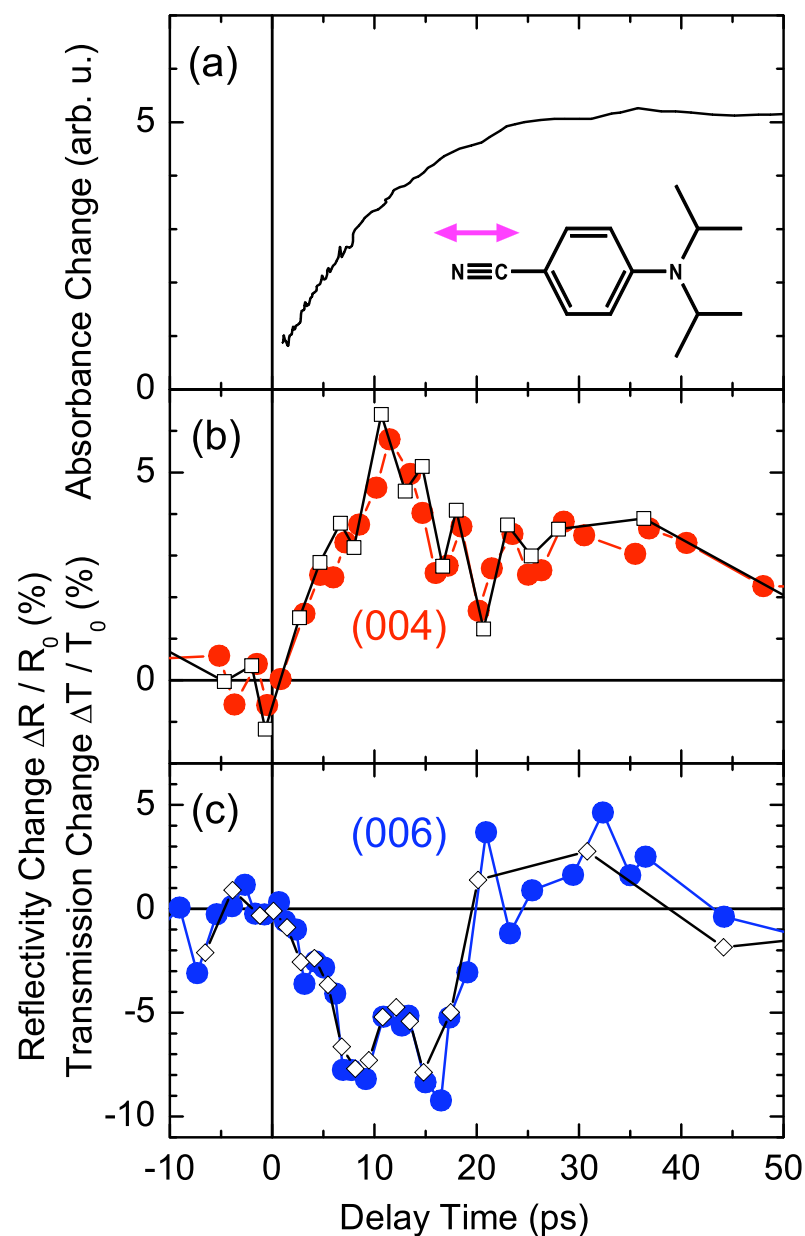 (a)
Absorbance Change (arb. u.)
5
0
N≡C
N
(b)
5
0
(004)
Reflectivity Change ΔR / R₀ (%)
Transmission Change ΔT / T₀ (%)
(c)
(006)
5
0
-5
-10
-10 0 10 20 30 40 50
Delay Time (ps)